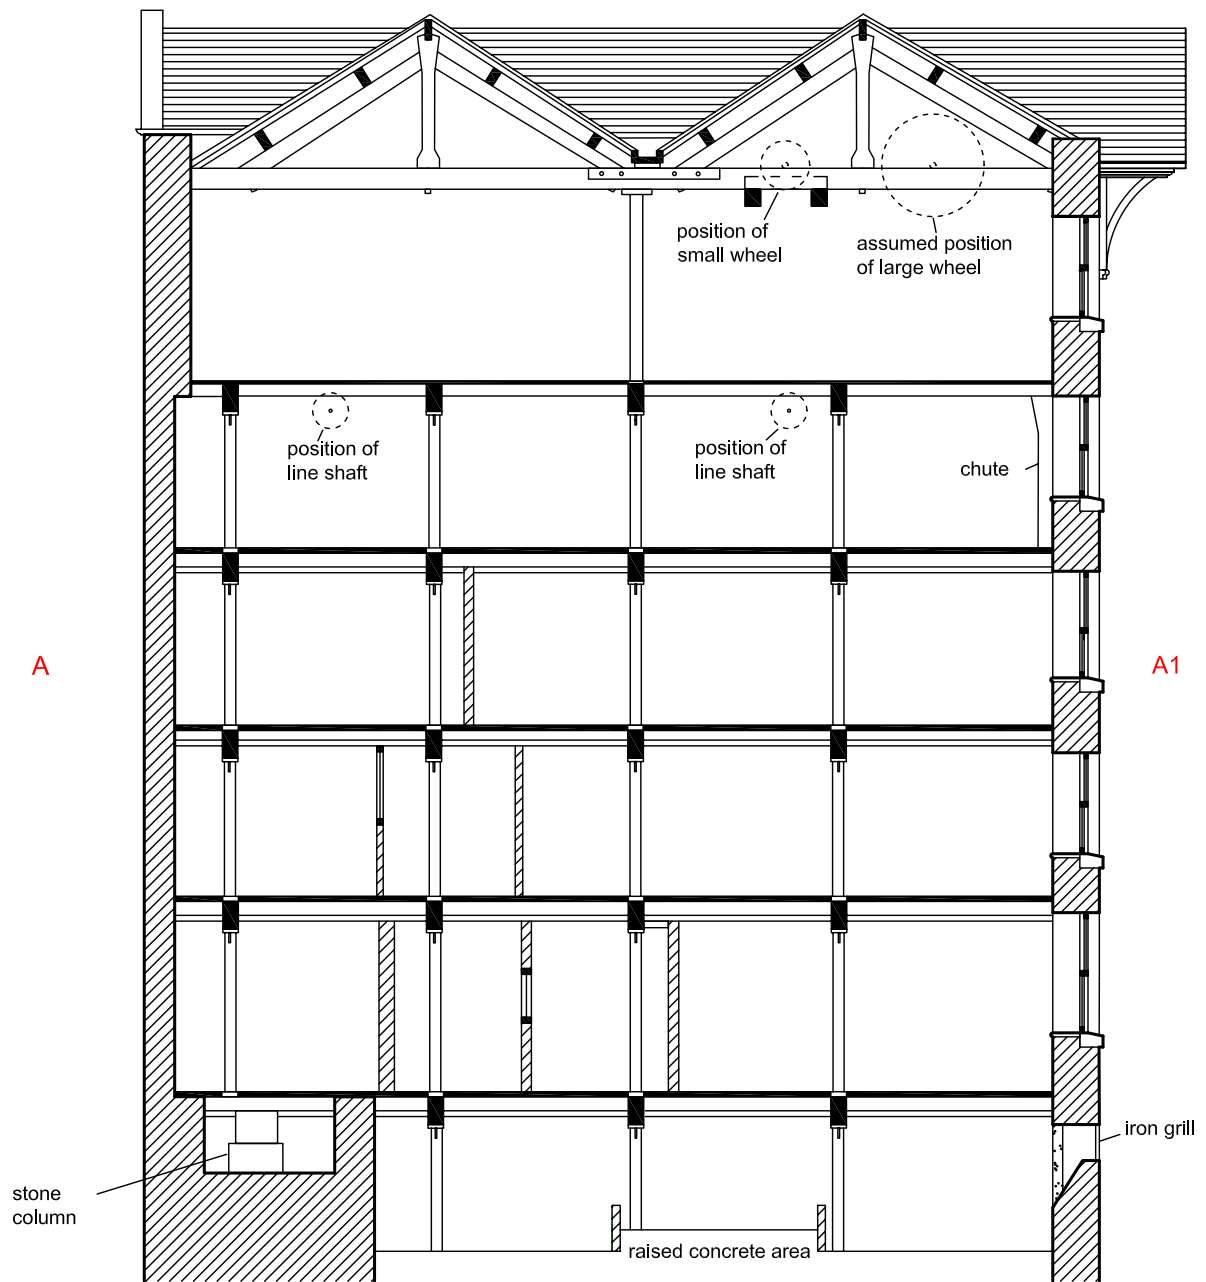 position of
small wheel
assumed position
of large wheel
position of
line shaft
position of
line shaft
chute
A
A1
iron grill
stone
column
raised concrete area